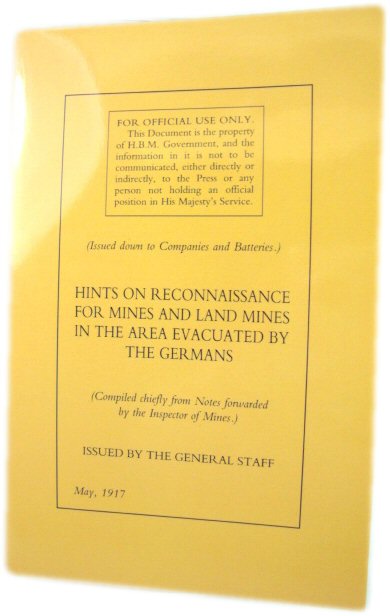 FOR OFFICIAL USE ONLY.
This Document is the property
of H.B.M. Government, and the
information in it is not to be
communicated, either directly or
indirectly, to the Press or any
person not holding an official
position in His Majesty's Service.
(Issued down to Companies and Batteries.)
HINTS ON RECONNAISSANCE
FOR MINES AND LAND MINES
IN THE AREA EVACUATED BY
THE GERMANS
(Compiled chiefly from Notes forwarded
by the Inspector of Mines.)
ISSUED BY THE GENERAL STAFF
May, 1917